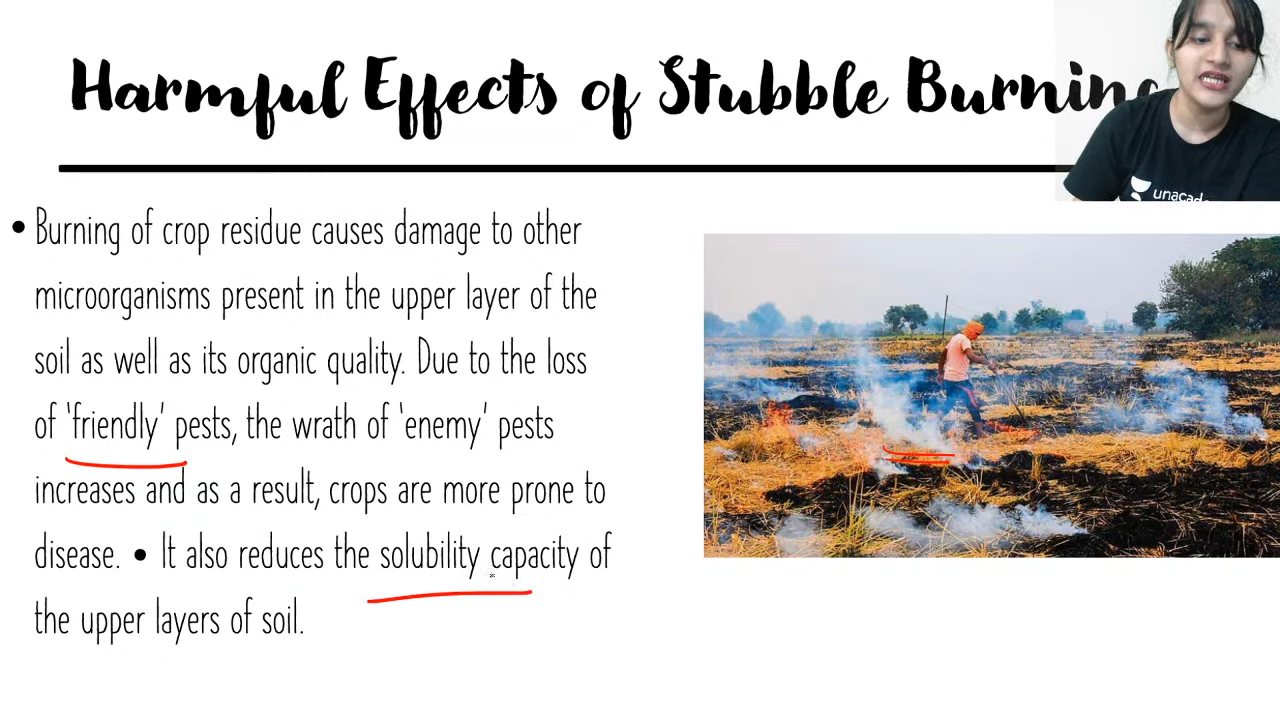 Harmful Effects of Stubble Burning
unacad
• Burning of crop residue causes damage to other
microorganisms present in the upper layer of the
soil as well as its organic quality. Due to the loss
of 'friendly' pests, the wrath of 'enemy' pests
increases and as a result, crops are more prone to
disease. • It also reduces the solubility capacity of
the upper layers of soil.